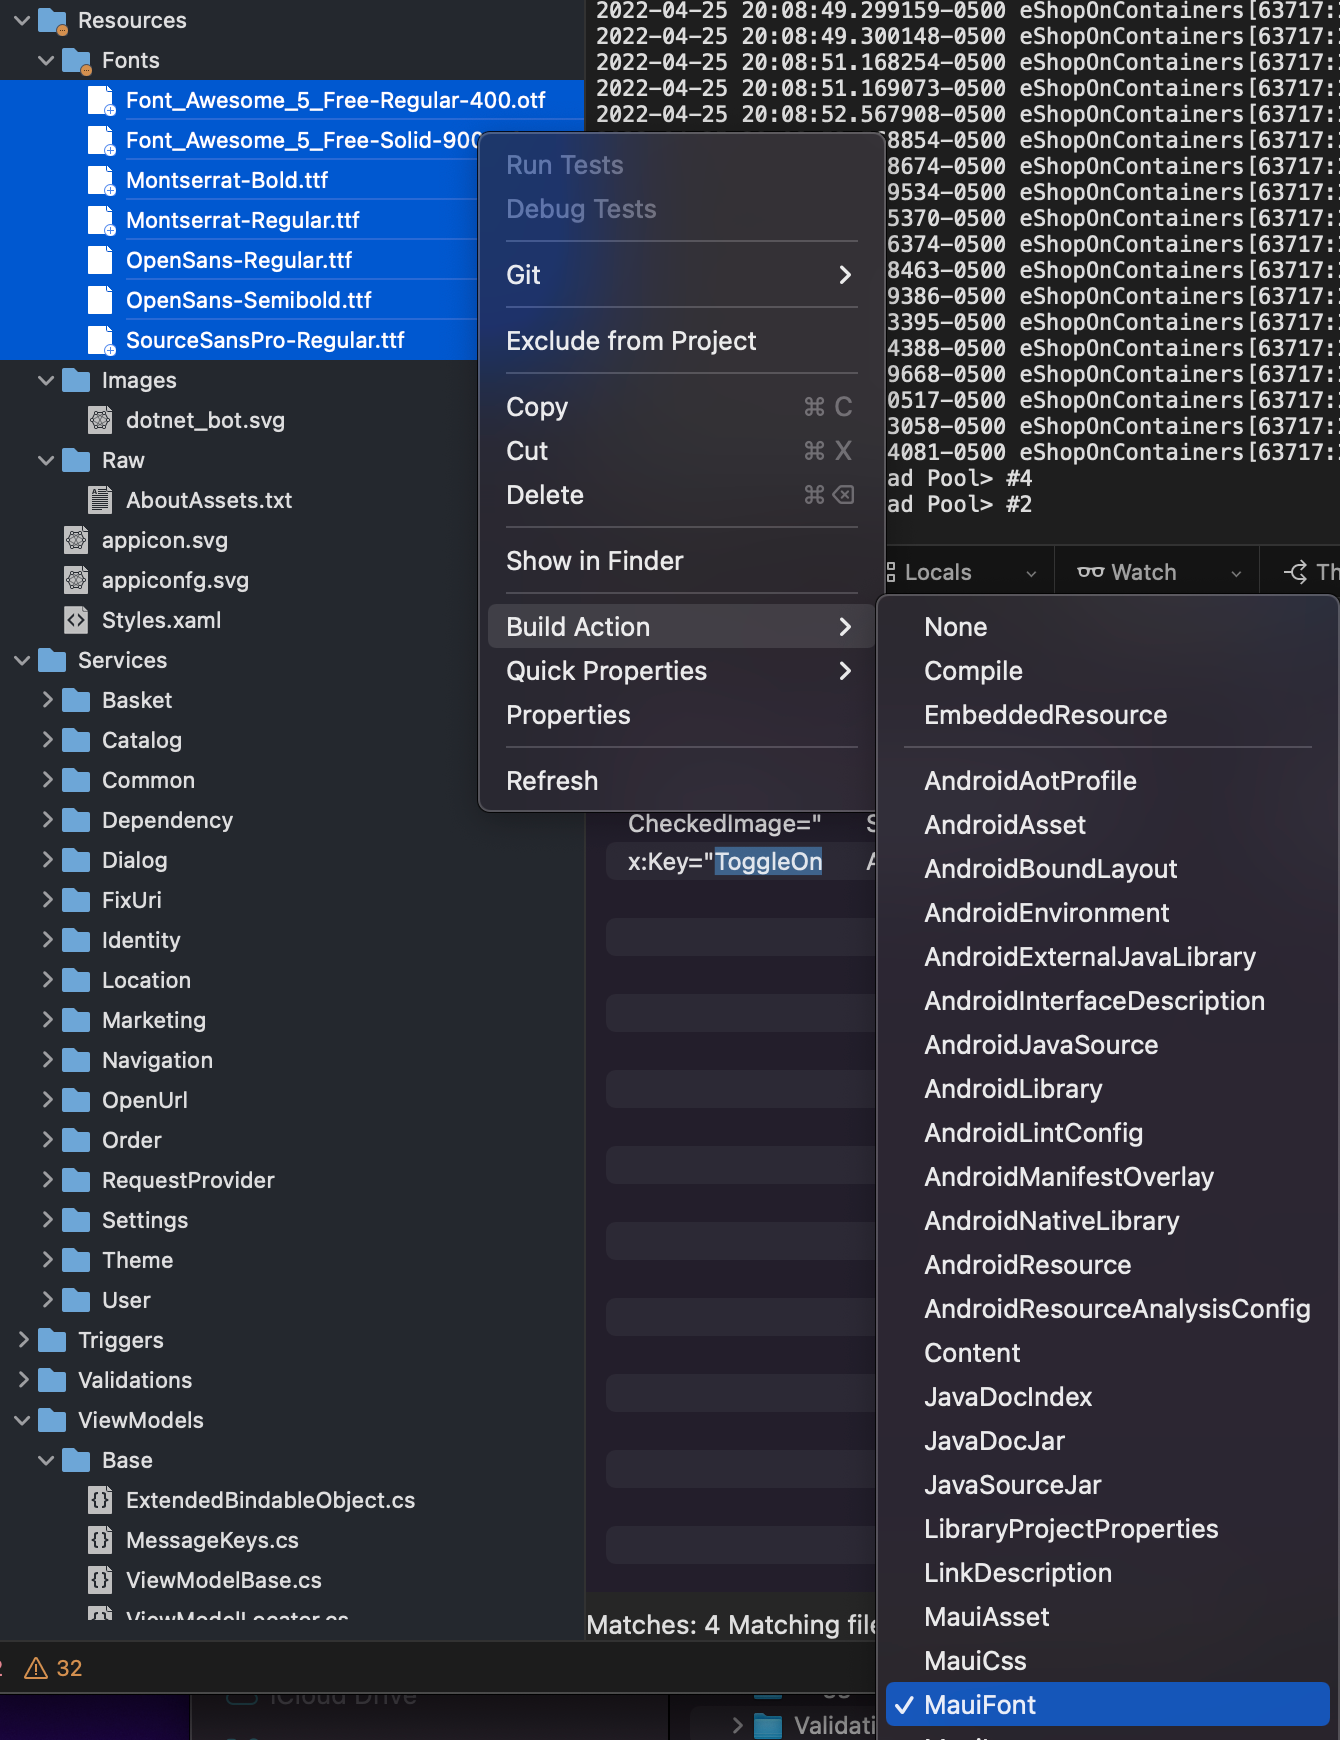 Resources
Fonts
Font_Awesome_5_Free-Regular-400.otf
Font_Awesome_5_Free-Solid-900
Montserrat-Bold.ttf
Montserrat-Regular.ttf
OpenSans-Regular.ttf
OpenSans-Semibold.ttf
SourceSansPro-Regular.ttf
Images
dotnet_bot.svg
Raw
AboutAssets.txt
appicon.svg
appiconfg.svg
Styles.xaml
Services
Basket
Catalog
Common
Dependency
Dialog
FixUri
Identity
Location
Marketing
Navigation
OpenUrl
Order
RequestProvider
Settings
Theme
User
Triggers
Validations
ViewModels
Base
ExtendedBindableObject.cs
MessageKeys.cs
ViewModelBase.cs
ViewModelLocator.cs
32
2022-04-25 20:08:49.299159-0500 eShopOnContainers[63717:
2022-04-25 20:08:49.300148-0500 eShopOnContainers[63717:
2022-04-25 20:08:51.168254-0500 eShopOnContainers[63717:
2022-04-25 20:08:51.169073-0500 eShopOnContainers[63717:
2022-04-25 20:08:52.567908-0500 eShopOnContainers[63717:
8854-0500 eShopOnContainers[63717:
8674-0500 eShopOnContainers[63717:
9534-0500 eShopOnContainers[63717:
5370-0500 eShopOnContainers[63717:
6374-0500 eShopOnContainers[63717:
8463-0500 eShopOnContainers[63717:
9386-0500 eShopOnContainers[63717:
3395-0500 eShopOnContainers[63717:
4388-0500 eShopOnContainers[63717:
9668-0500 eShopOnContainers[63717:
0517-0500 eShopOnContainers[63717:
3058-0500 eShopOnContainers[63717:
4081-0500 eShopOnContainers[63717:
ad Pool> #4
ad Pool> #2
Locals
Watch
Th
Run Tests
Debug Tests
Git
Exclude from Project
Copy ⌘ C
Cut ⌘ X
Delete ⌘ ⌫
Show in Finder
Build Action
Quick Properties
Properties
Refresh
CheckedImage="
x:Key="ToggleOn
Matches: 4 Matching file
iCloud Drive
Validati
None
Compile
EmbeddedResource
AndroidAotProfile
AndroidAsset
AndroidBoundLayout
AndroidEnvironment
AndroidExternalJavaLibrary
AndroidInterfaceDescription
AndroidJavaSource
AndroidLibrary
AndroidLintConfig
AndroidManifestOverlay
AndroidNativeLibrary
AndroidResource
AndroidResourceAnalysisConfig
Content
JavaDocIndex
JavaDocJar
JavaSourceJar
LibraryProjectProperties
LinkDescription
MauiAsset
MauiCss
✓ MauiFont